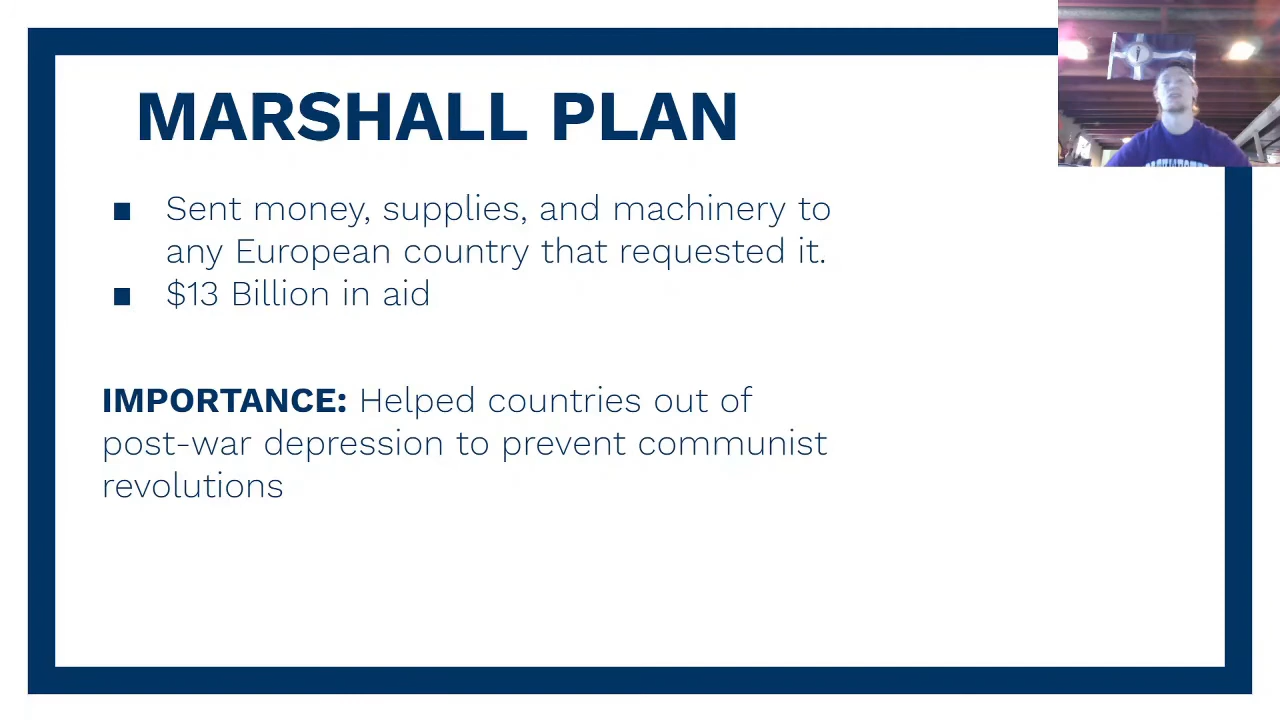 MARSHALL PLAN
■ Sent money, supplies, and machinery to
any European country that requested it.
■ $13 Billion in aid
IMPORTANCE: Helped countries out of
post-war depression to prevent communist
revolutions